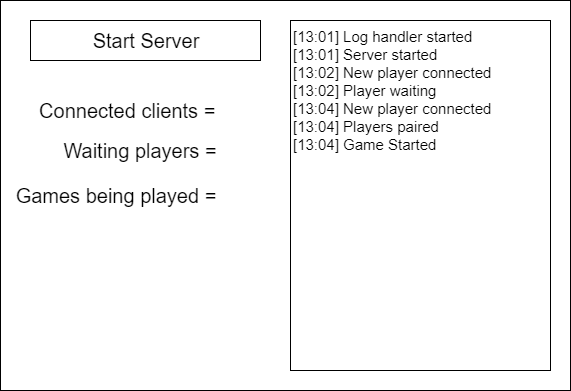 Start Server
Connected clients =
Waiting players =
Games being played =
[13:01] Log handler started
[13:01] Server started
[13:02] New player connected
[13:02] Player waiting
[13:04] New player connected
[13:04] Players paired
[13:04] Game Started